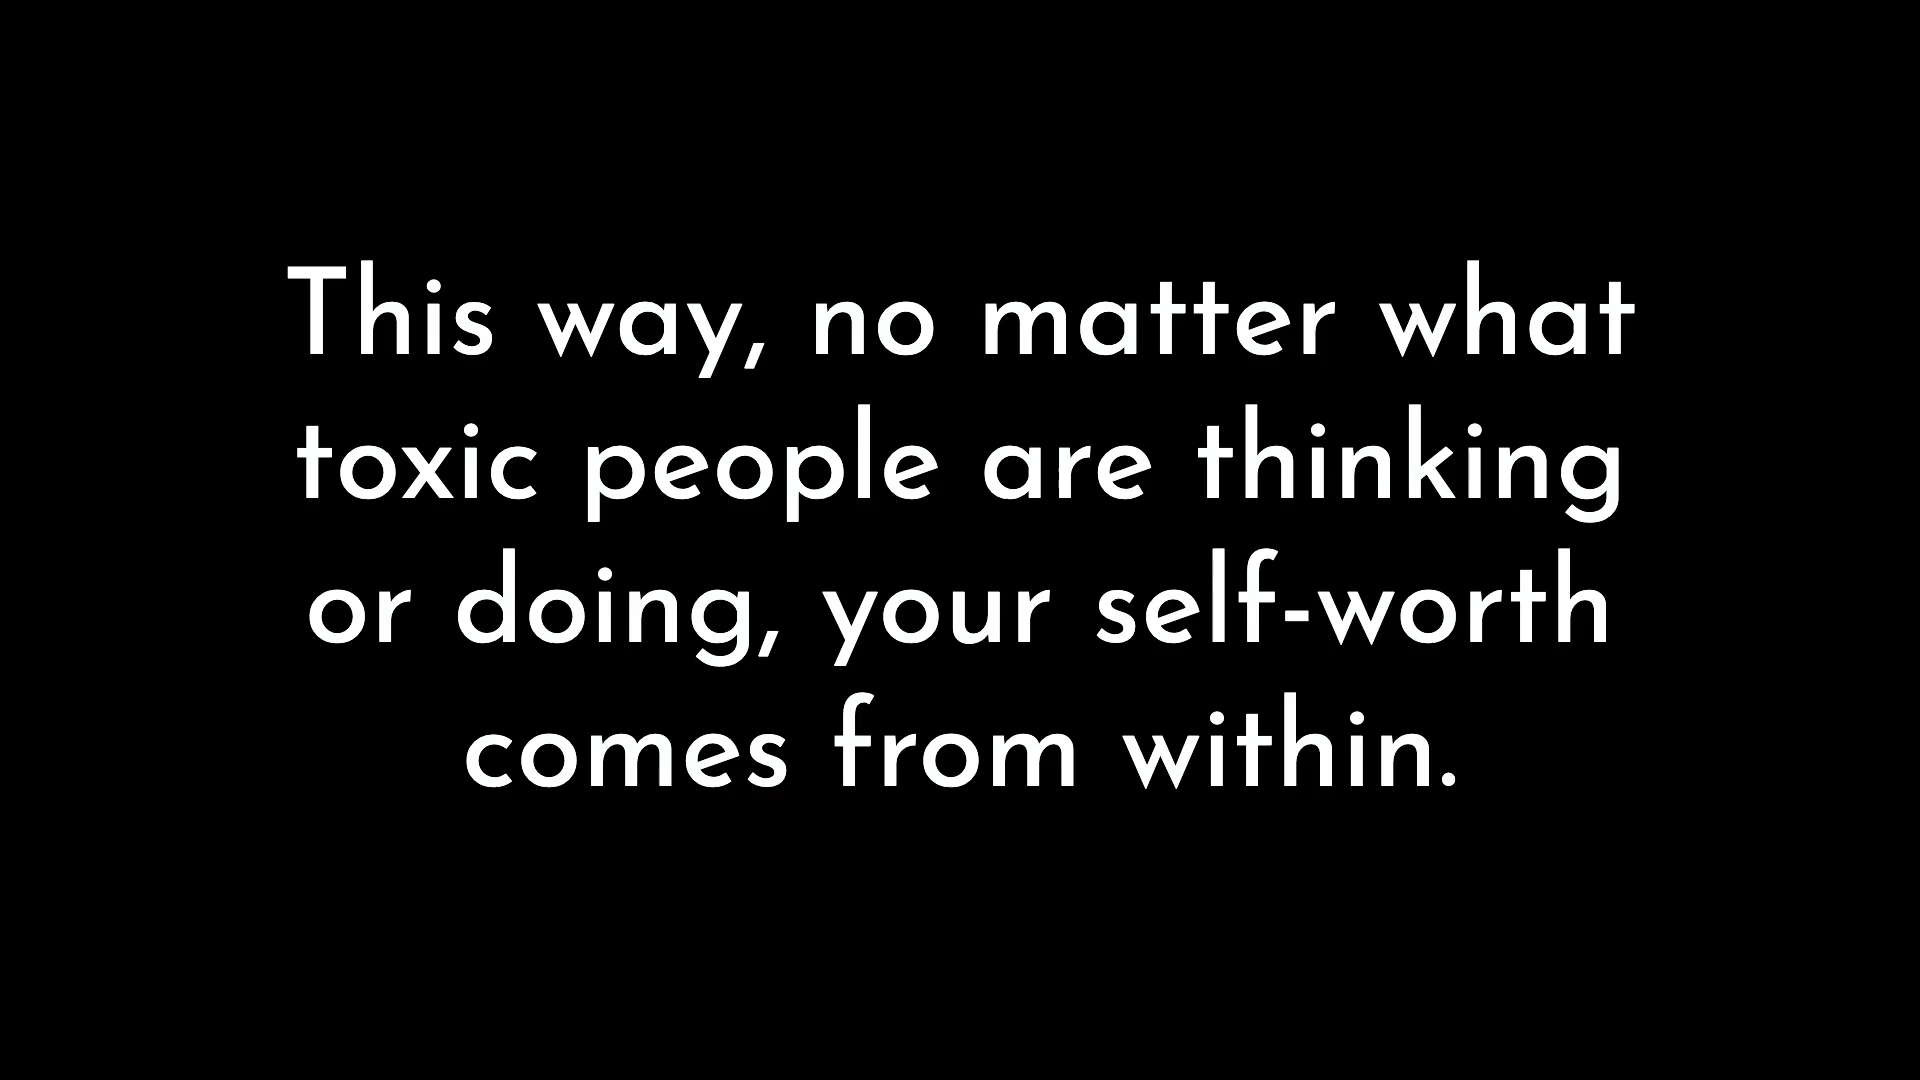 This way, no matter what
toxic people are thinking
or doing, your self-worth
comes from within.